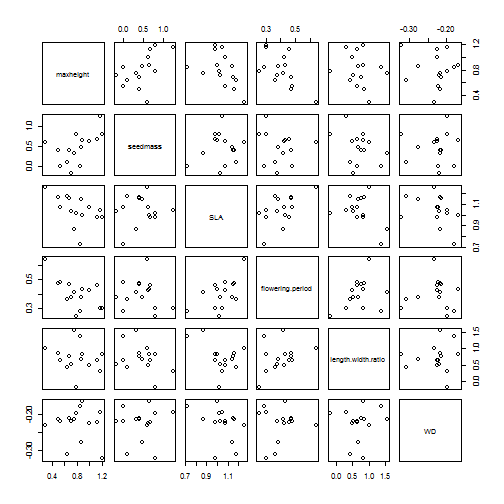 0.0 0.5 1.0
0.3 0.5
-0.30 -0.20
maxheight
0.4 0.8 1.2
0.0 0.5 1.0
seedmass
SLA
0.7 0.9 1.2
0.3 0.5
flowering.period
length.width.ratio
0.0 0.5 1.0 1.5
-0.30 -0.20
WD
0.4 0.8 1.2
0.7 0.9 1.1
0.0 0.5 1.0 1.5